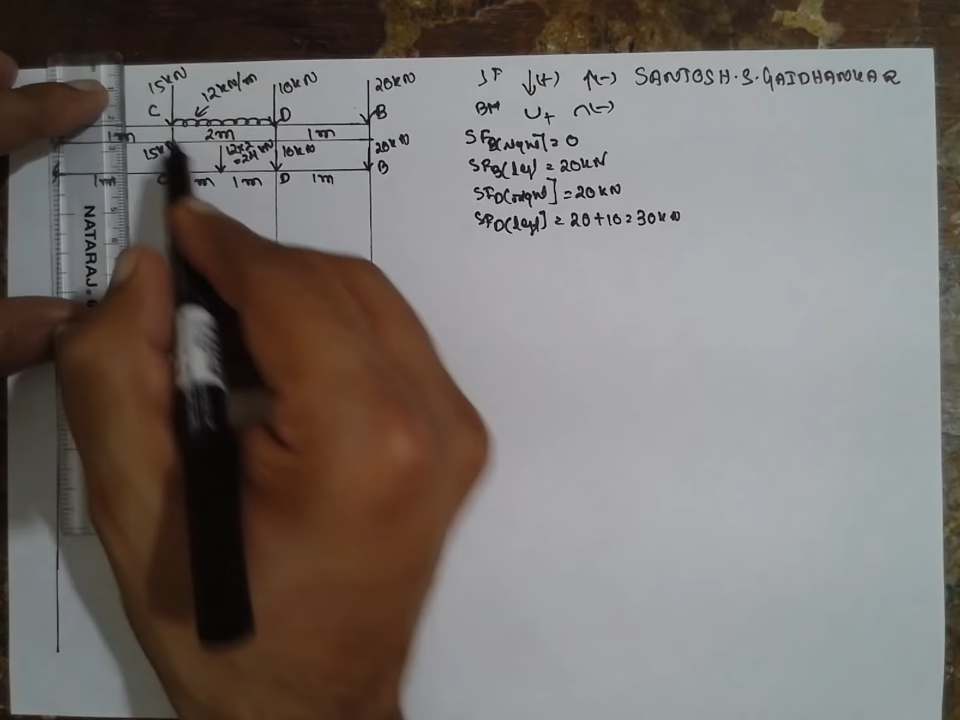 15kN 12kN/m 10kN 20kN
C D B
1m 2m 1m
15kN 12×2 =24kN 10kN 20kN
1m C m 1m D 1m B
SF ↓(+) ↑(-) SANTOSH.S.GAIDHANKAR
BM ∪+ ∩(-)
SFB(right] = 0
SFB(left) = 20kN
SFD(right] = 20kN
SFD(left] = 20+10=30kN
NATARAJ